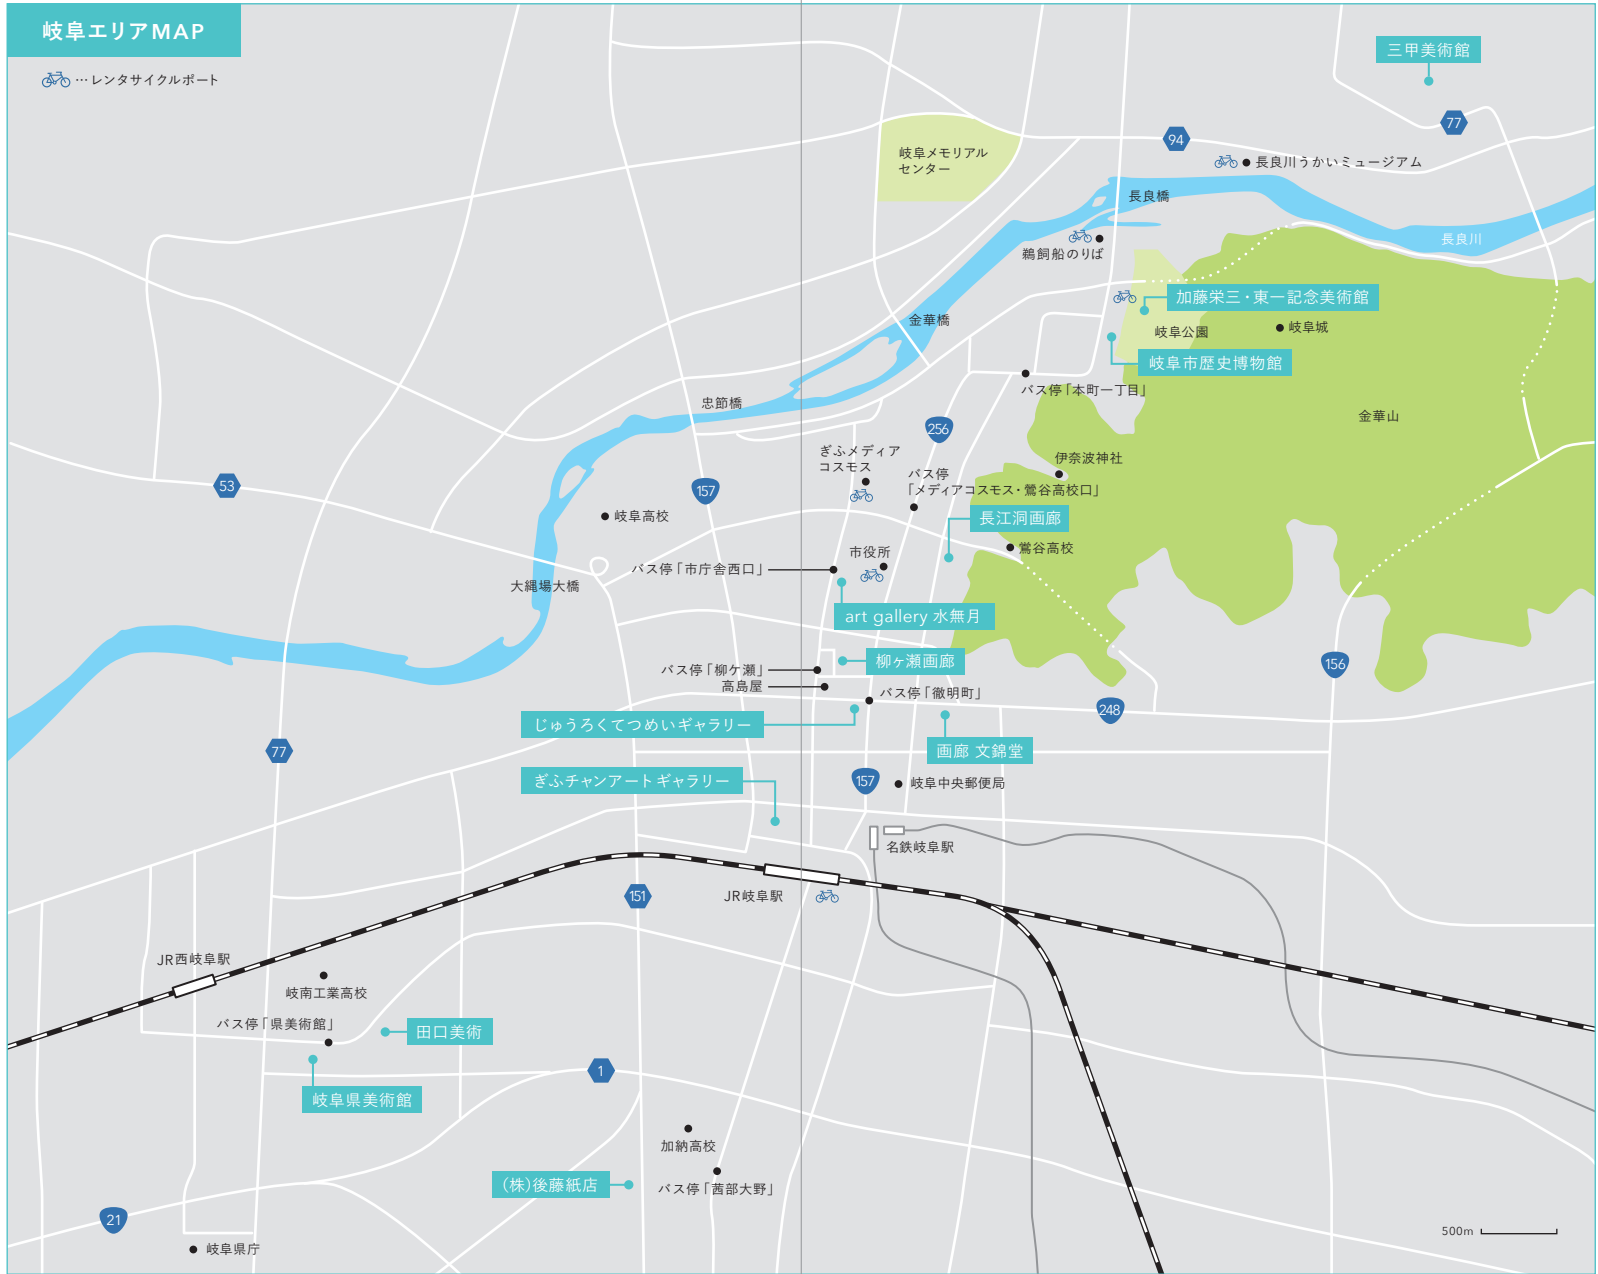 岐阜エリアMAP
…レンタサイクルポート
三甲美術館
77
94
岐阜メモリアル
センター
長良川うかいミュージアム
長良橋
長良川
鵜飼船のりば
加藤栄三・東一記念美術館
岐阜公園
岐阜城
金華橋
岐阜市歴史博物館
バス停「本町一丁目」
忠節橋
金華山
256
ぎふメディア
コスモス
伊奈波神社
バス停
「メディアコスモス・鶯谷高校口」
53
157
岐阜高校
長江洞画廊
鶯谷高校
市役所
バス停「市庁舎西口」
大縄場大橋
art gallery 水無月
柳ヶ瀬画廊
バス停「柳ケ瀬」
高島屋
バス停「徹明町」
156
248
じゅうろくてつめいギャラリー
画廊 文錦堂
77
ぎふチャンアートギャラリー
157
岐阜中央郵便局
名鉄岐阜駅
JR岐阜駅
151
JR西岐阜駅
岐南工業高校
バス停「県美術館」
田口美術
岐阜県美術館
1
加納高校
(株)後藤紙店
バス停「茜部大野」
21
岐阜県庁
500m